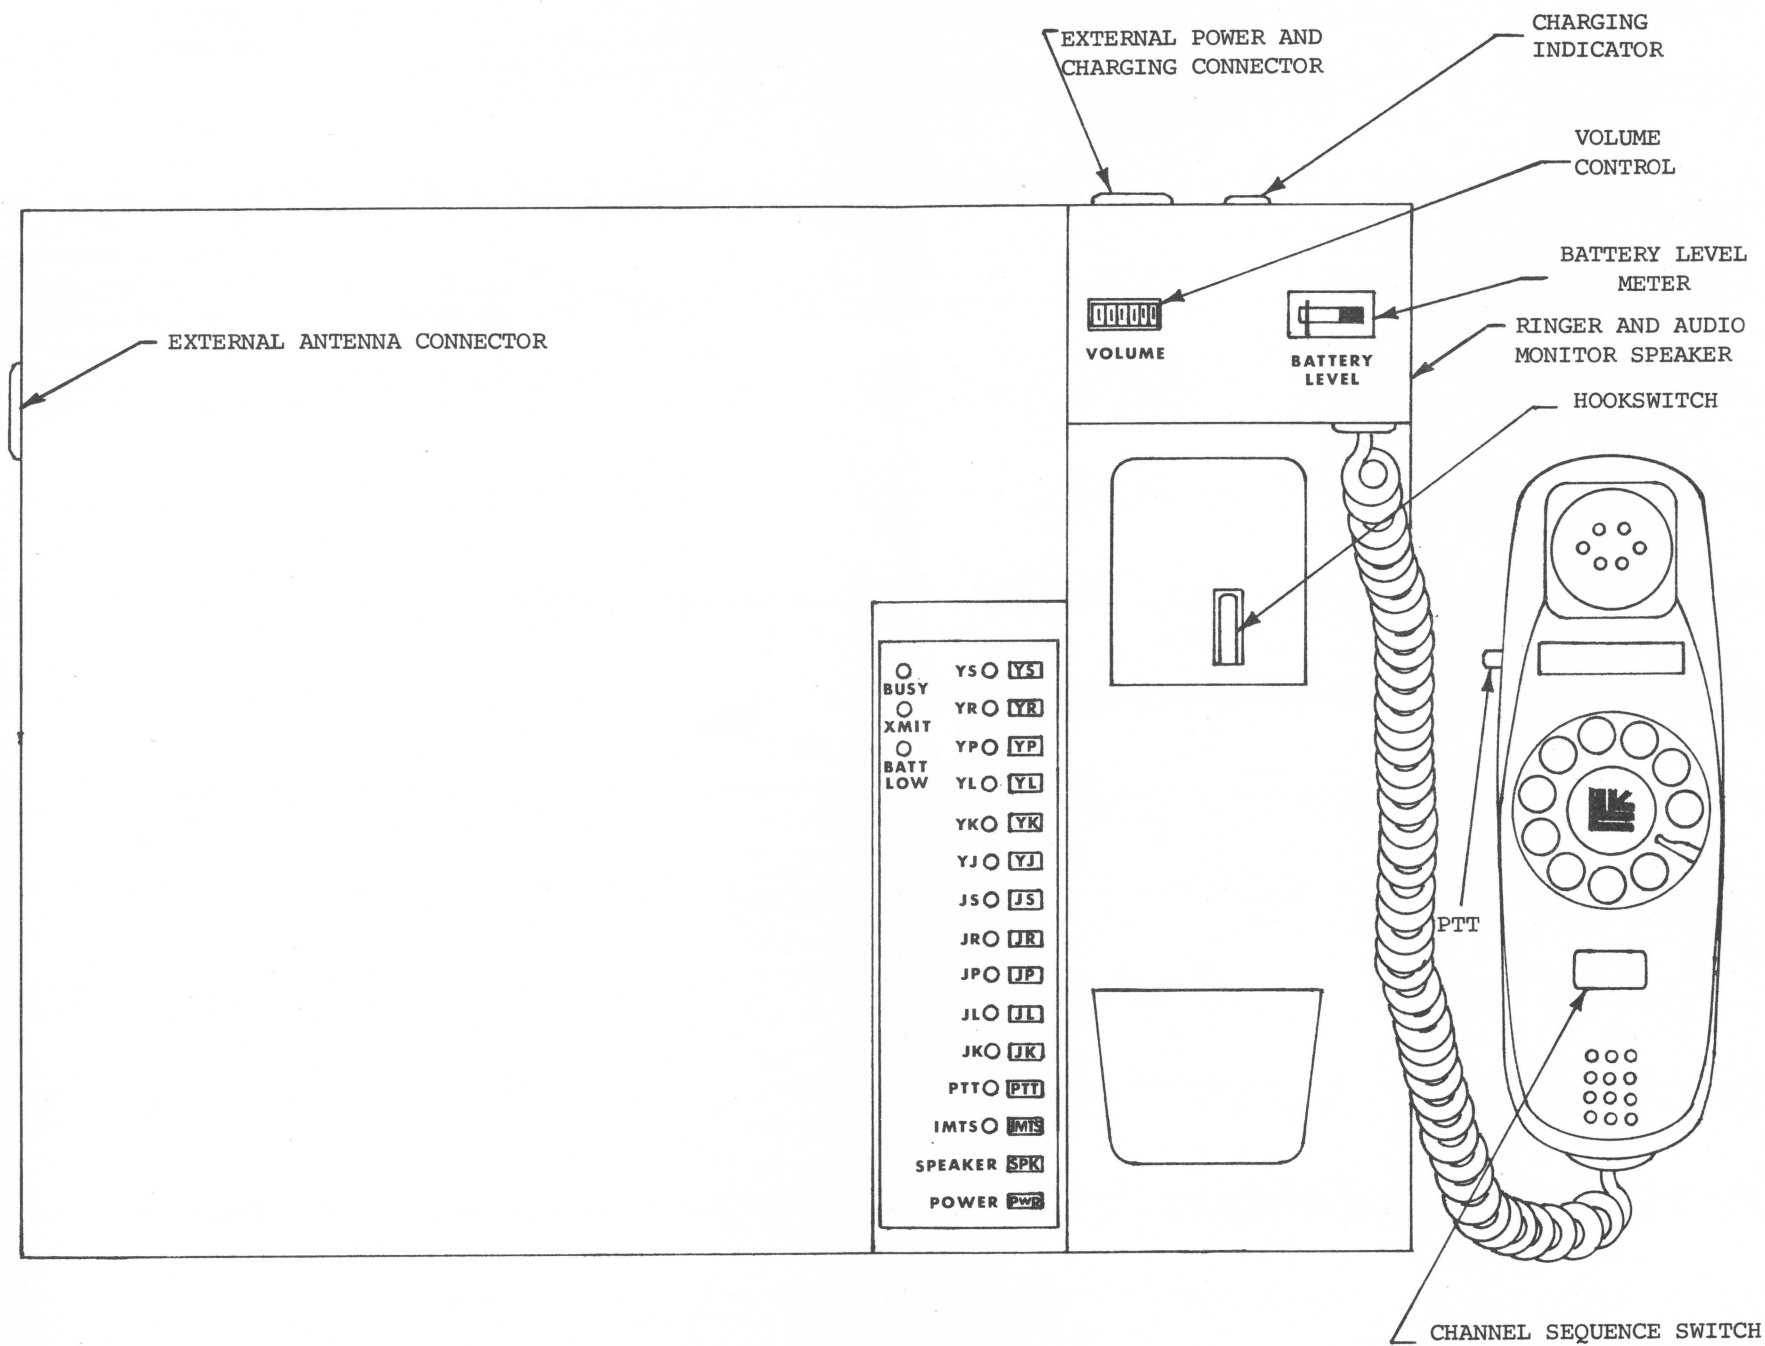 EXTERNAL POWER AND
CHARGING CONNECTOR
CHARGING
INDICATOR
VOLUME
CONTROL
BATTERY LEVEL
METER
RINGER AND AUDIO
MONITOR SPEAKER
HOOKSWITCH
EXTERNAL ANTENNA CONNECTOR
VOLUME
BATTERY
LEVEL
BUSY
XMIT
BATT
LOW
YS YS
YR YR
YP YP
YL YL
YK YK
YJ YJ
JS JS
JR JR
JP JP
JL JL
JK JK
PTT PTT
IMTS IMTS
SPEAKER SPK
POWER PWR
PTT
CHANNEL SEQUENCE SWITCH